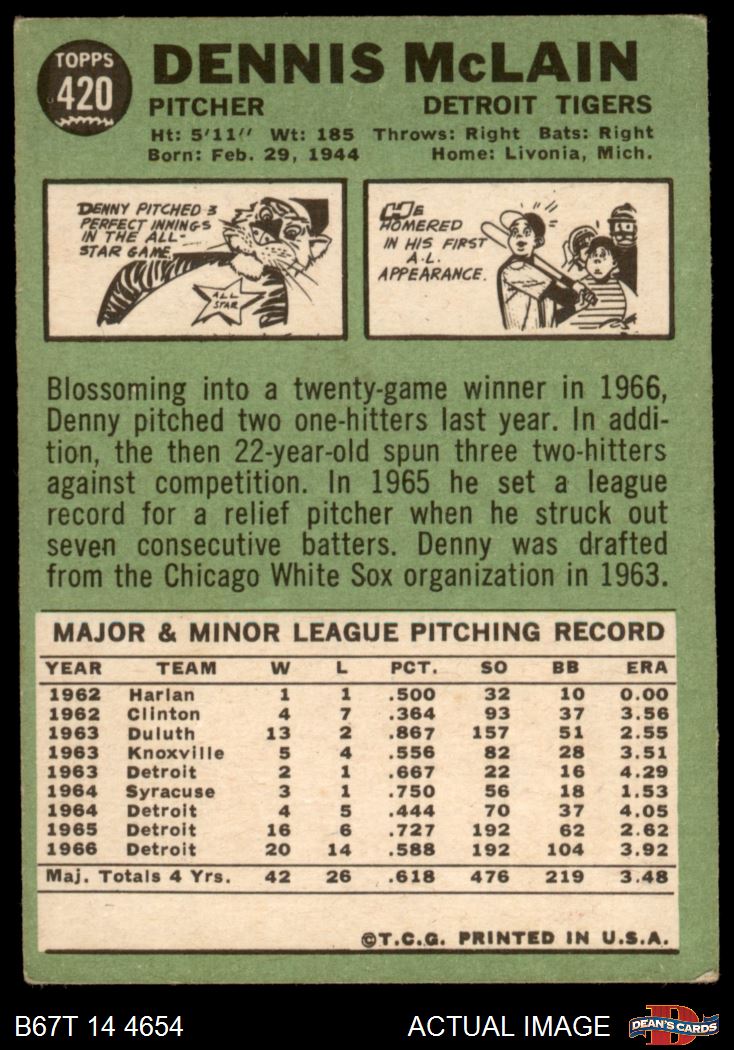 TOPPS
420
DENNIS McLAIN
PITCHER DETROIT TIGERS
Ht: 5'11" Wt: 185 Throws: Right Bats: Right
Born: Feb. 29, 1944 Home: Livonia, Mich.
DENNY PITCHED 3
PERFECT INNINGS
IN THE ALL-
STAR GAME.
ALL
STAR
HE
HOMERED
IN HIS FIRST
A.L.
APPEARANCE.
Blossoming into a twenty-game winner in 1966,
Denny pitched two one-hitters last year. In addi-
tion, the then 22-year-old spun three two-hitters
against competition. In 1965 he set a league
record for a relief pitcher when he struck out
seven consecutive batters. Denny was drafted
from the Chicago White Sox organization in 1963.
MAJOR & MINOR LEAGUE PITCHING RECORD
YEAR TEAM W L PCT. SO BB ERA
1962 Harlan 1 1 .500 32 10 0.00
1962 Clinton 4 7 .364 93 37 3.56
1963 Duluth 13 2 .867 157 51 2.55
1963 Knoxville 5 4 .556 82 28 3.51
1963 Detroit 2 1 .667 22 16 4.29
1964 Syracuse 3 1 .750 56 18 1.53
1964 Detroit 4 5 .444 70 37 4.05
1965 Detroit 16 6 .727 192 62 2.62
1966 Detroit 20 14 .588 192 104 3.92
Maj. Totals 4 Yrs. 42 26 .618 476 219 3.48
©T.C.G. PRINTED IN U.S.A.
B67T 14 4654 ACTUAL IMAGE DEAN'S CARDS